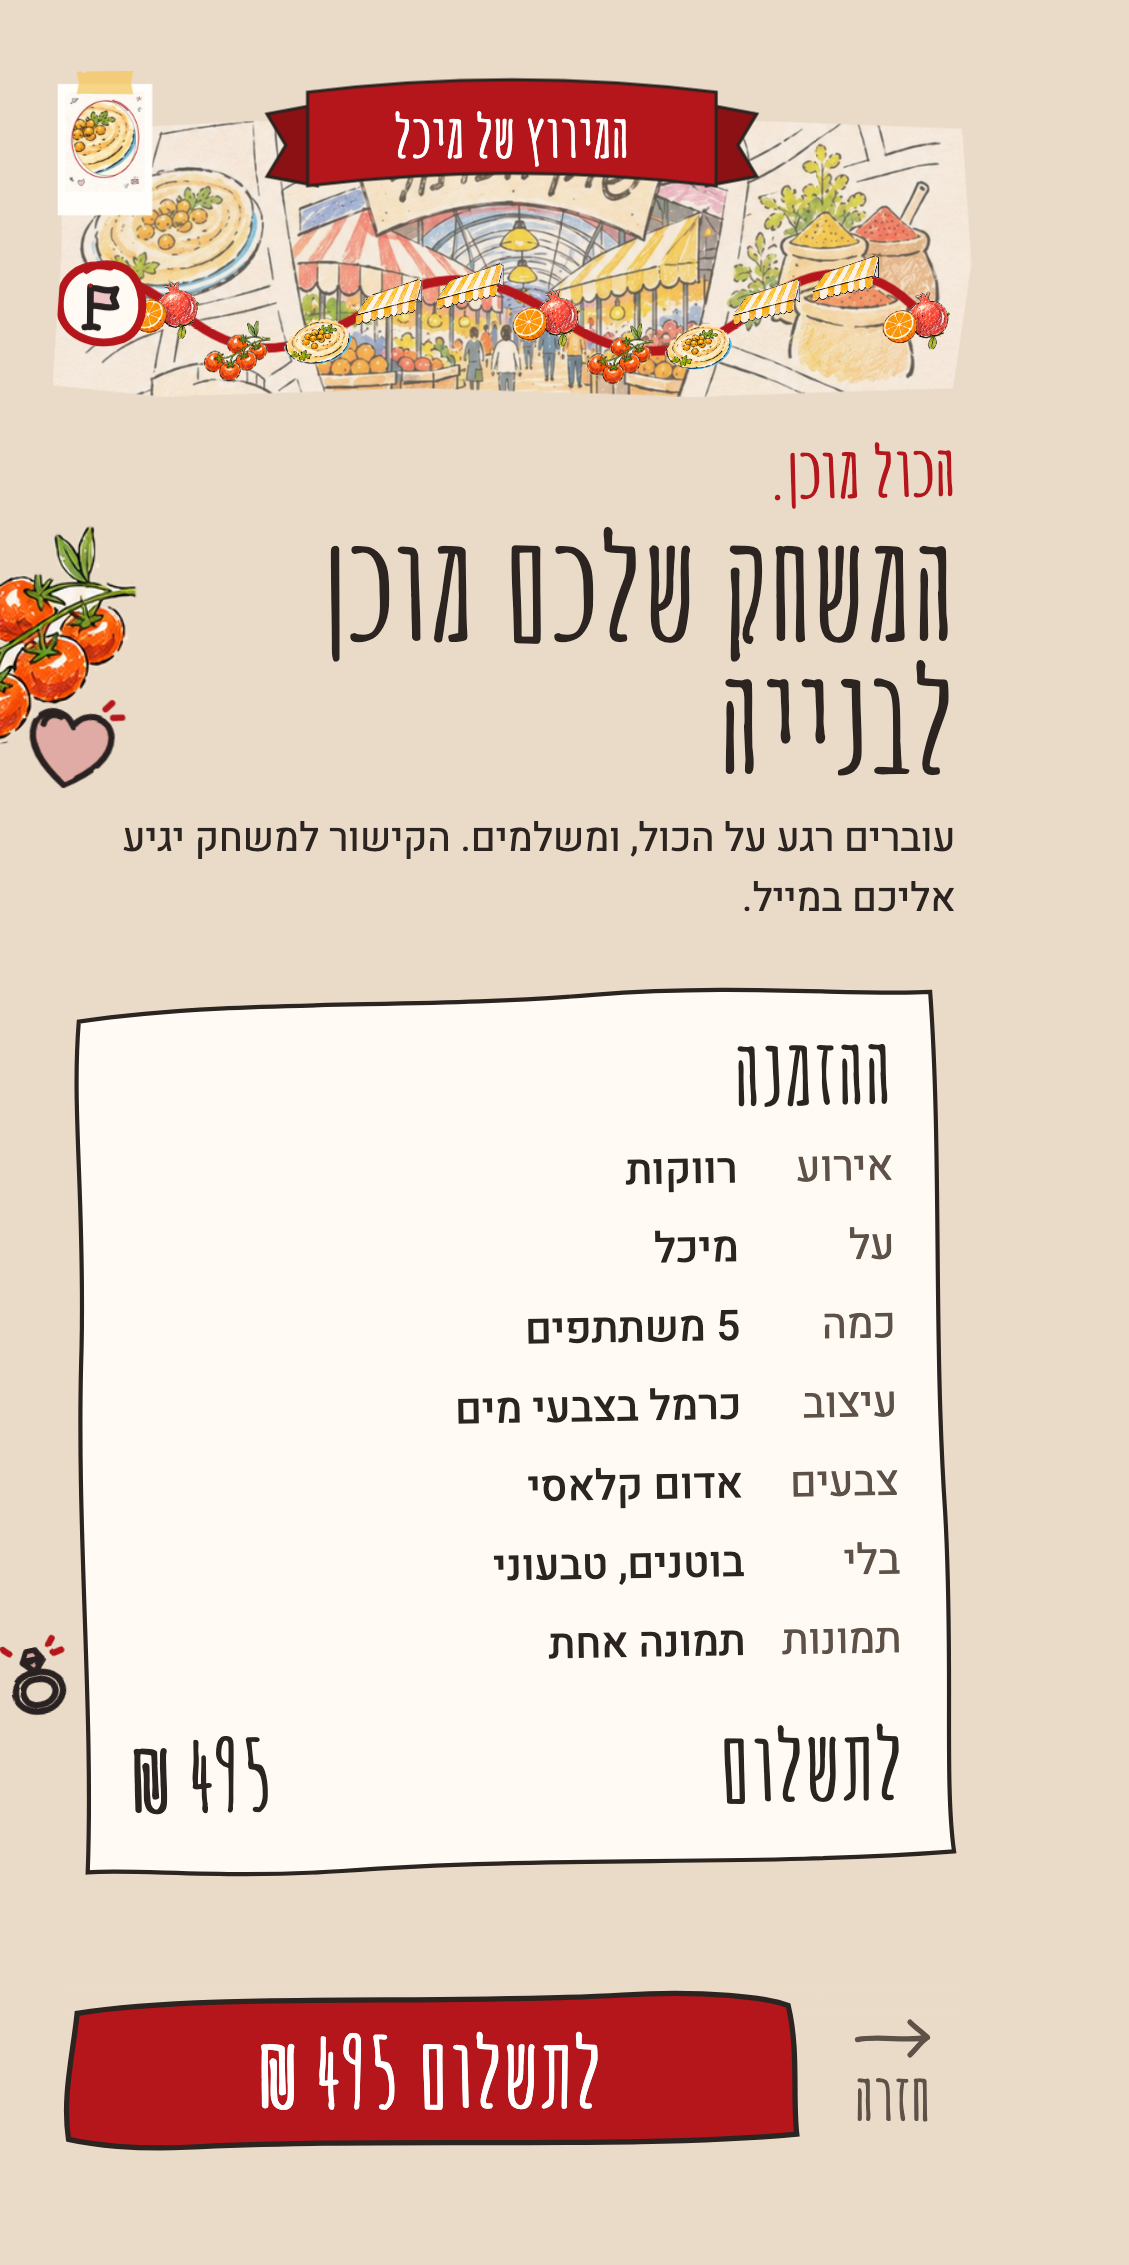 המירוץ של מיכל
הכול מוכן.
המשחק שלכם מוכן
לבנייה
עוברים רגע על הכול, ומשלמים. הקישור למשחק יגיע
אליכם במייל.
ההזמנה
אירוע רווקות
על מיכל
כמה 5 משתתפים
עיצוב כרמל בצבעי מים
צבעים אדום קלאסי
בלי בוטנים, טבעוני
תמונות תמונה אחת
לתשלום 495 ₪
לתשלום 495 ₪
חזרה